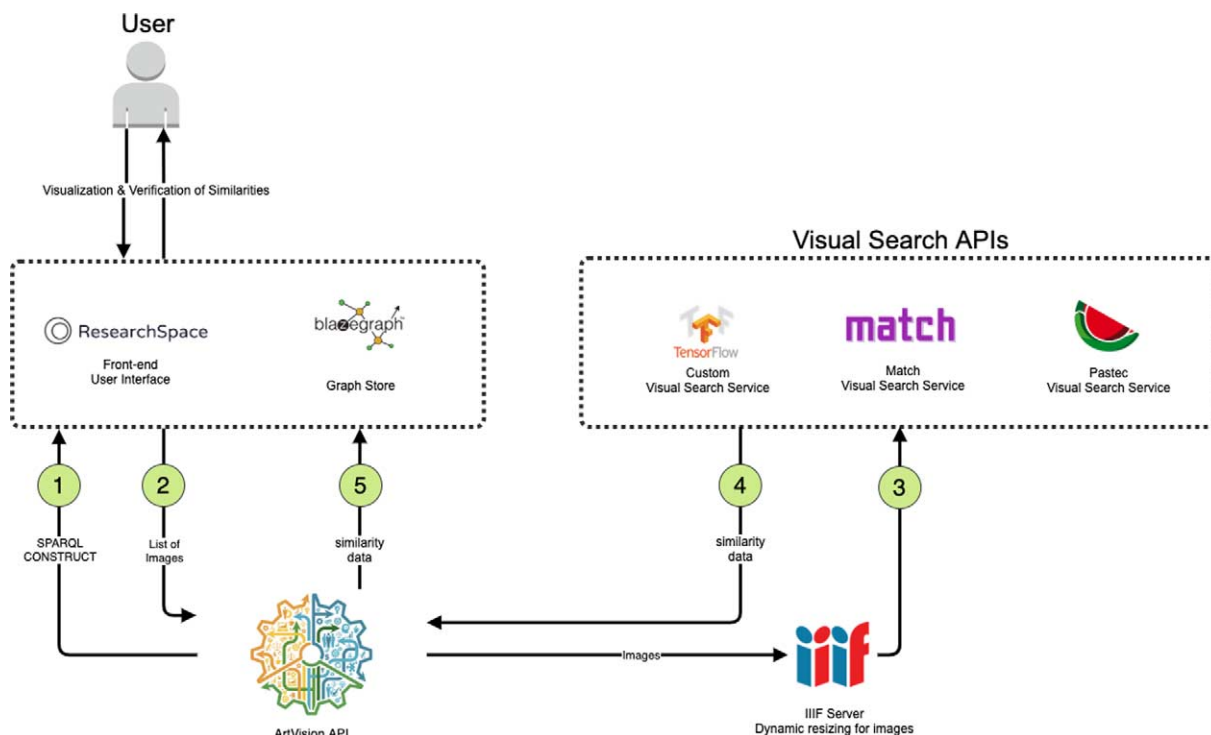 User
Visualization & Verification of Similarities
Visual Search APIs
ResearchSpace
Front-end
User Interface
blazegraph™
Graph Store
TensorFlow
Custom
Visual Search Service
match
Match
Visual Search Service
Pastec
Visual Search Service
1
2
5
4
3
SPARQL
CONSTRUCT
List of
Images
similarity
data
similarity
data
Images
iiif
ArtVision API
IIIF Server
Dynamic resizing for images